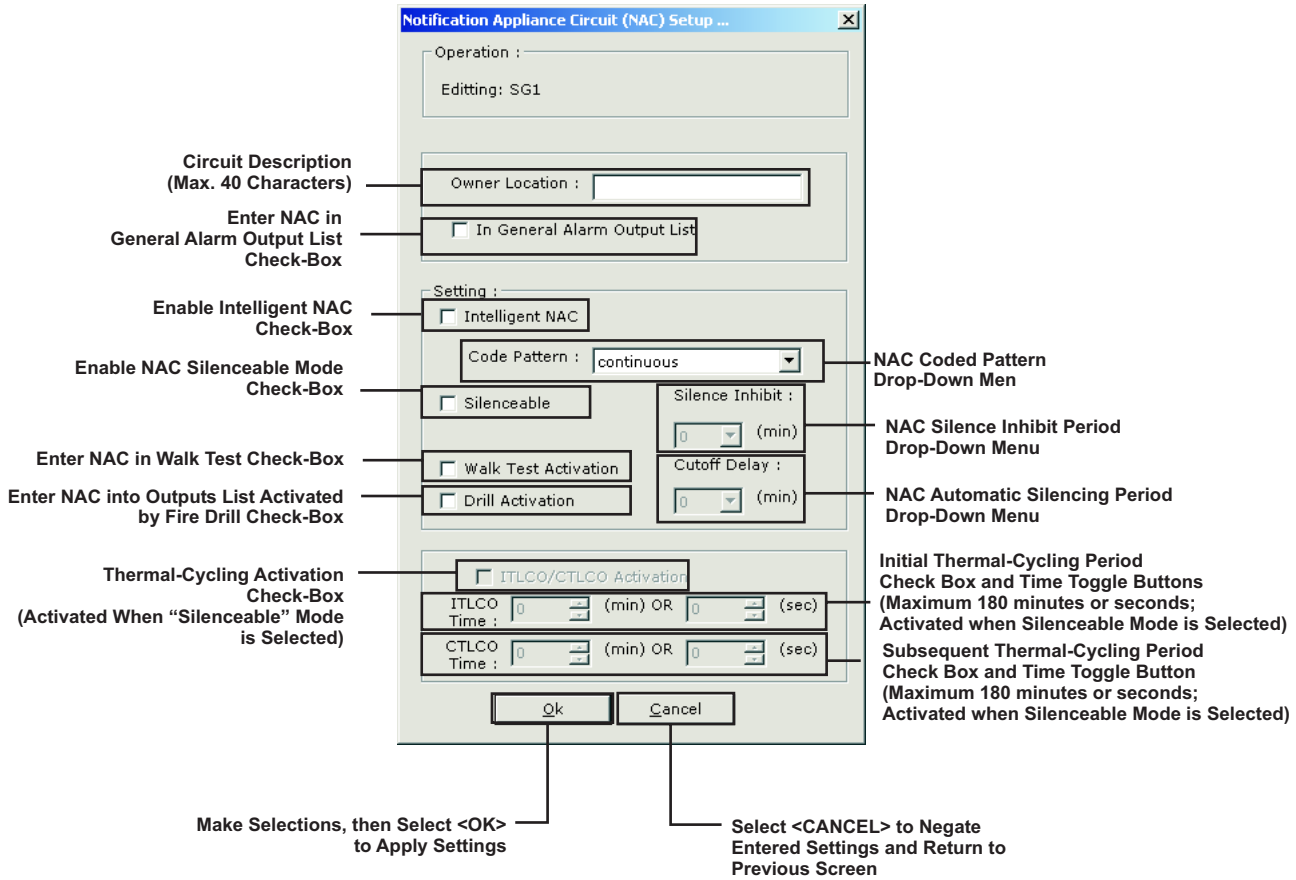 Notification Appliance Circuit (NAC) Setup ...
Operation :
Editting: SG1
Circuit Description
(Max. 40 Characters)
Owner Location :
Enter NAC in
General Alarm Output List
Check-Box
In General Alarm Output List
Setting :
Enable Intelligent NAC
Check-Box
Intelligent NAC
Code Pattern :
continuous
NAC Coded Pattern
Drop-Down Men
Enable NAC Silenceable Mode
Check-Box
Silenceable
Silence Inhibit :
0
(min)
NAC Silence Inhibit Period
Drop-Down Menu
Enter NAC in Walk Test Check-Box
Walk Test Activation
Cutoff Delay :
0
(min)
NAC Automatic Silencing Period
Drop-Down Menu
Enter NAC into Outputs List Activated
by Fire Drill Check-Box
Drill Activation
Thermal-Cycling Activation
Check-Box
(Activated When “Silenceable” Mode
is Selected)
ITLCO/CTLCO Activation
ITLCO
Time :
0
(min) OR
0
(sec)
Initial Thermal-Cycling Period
Check Box and Time Toggle Buttons
(Maximum 180 minutes or seconds;
Activated when Silenceable Mode is Selected)
CTLCO
Time :
0
(min) OR
0
(sec)
Subsequent Thermal-Cycling Period
Check Box and Time Toggle Button
(Maximum 180 minutes or seconds;
Activated when Silenceable Mode is Selected)
Ok
Cancel
Make Selections, then Select <OK>
to Apply Settings
Select <CANCEL> to Negate
Entered Settings and Return to
Previous Screen